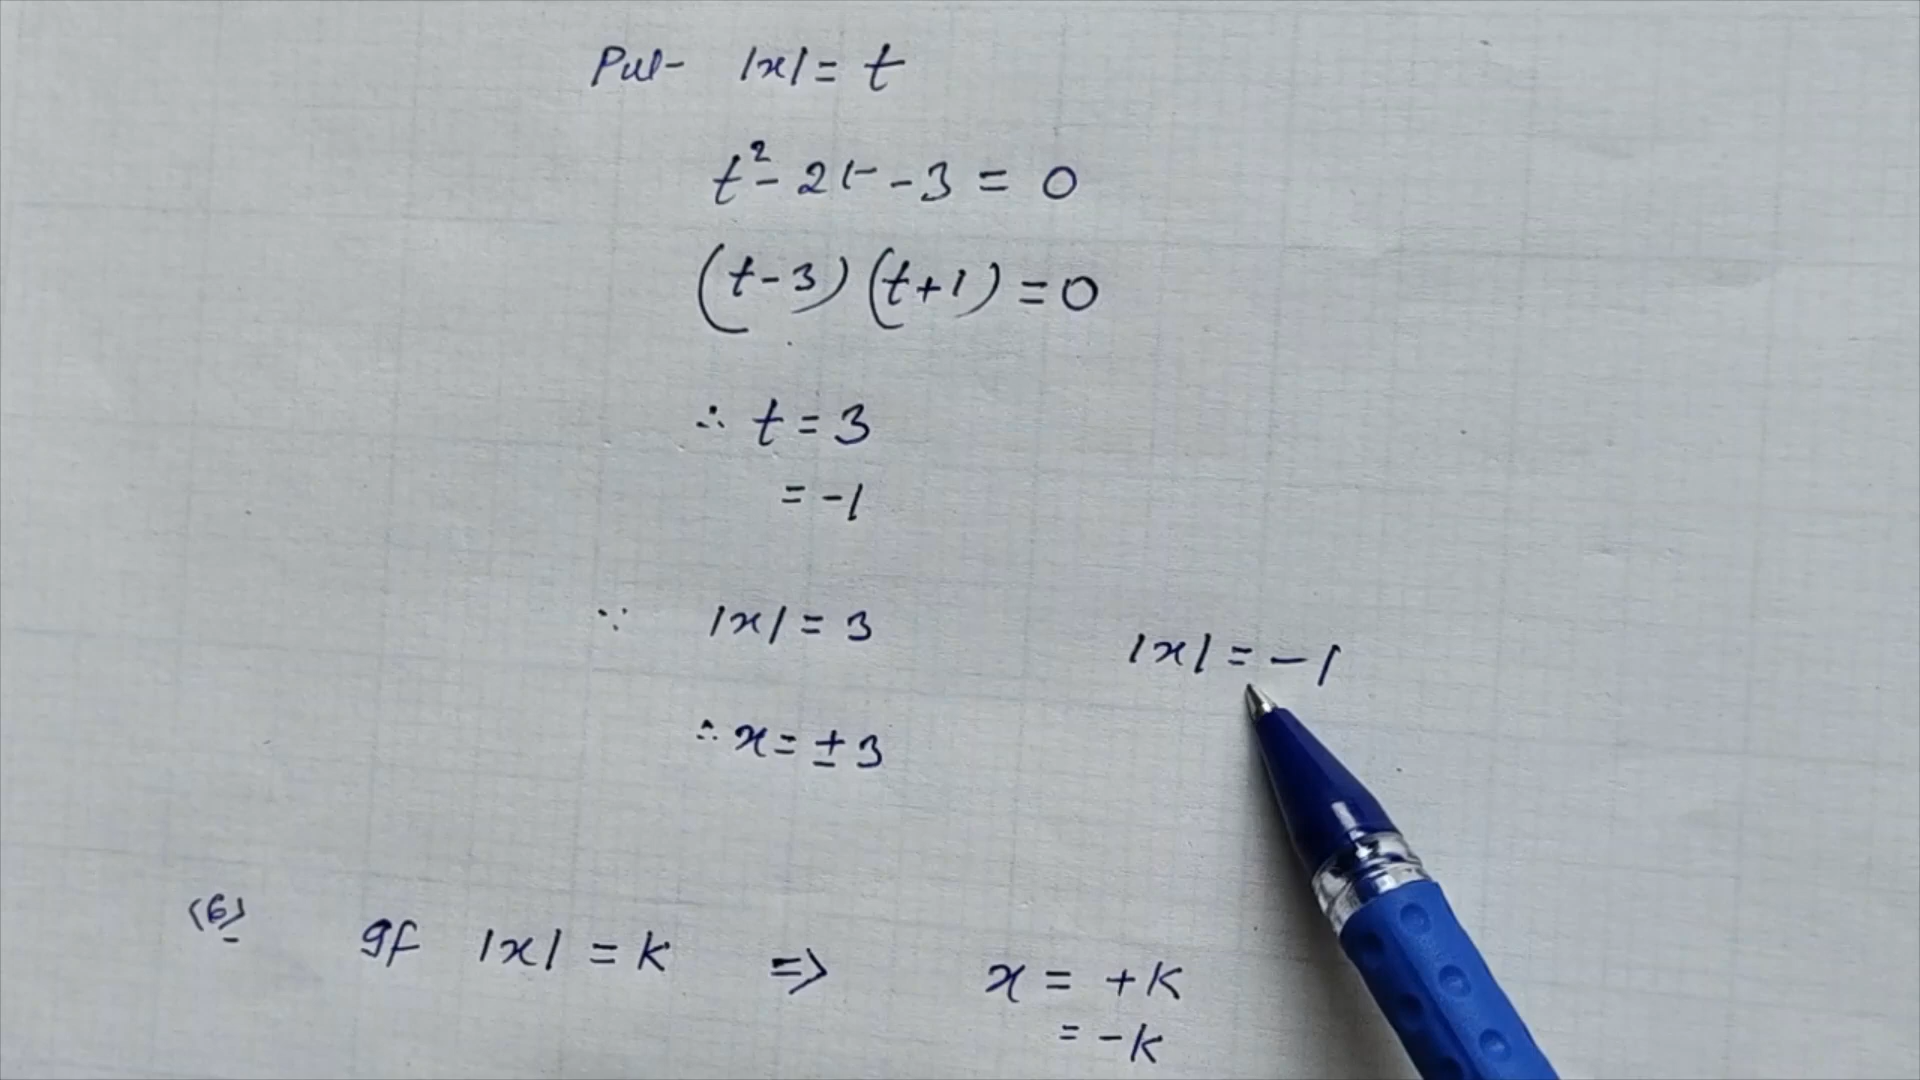 Put |x| = t
t² - 2t - 3 = 0
(t-3) (t+1) = 0
∴ t = 3
= -1
∵ |x| = 3 |x| = -1
∴ x = ± 3
(6) If |x| = k => x = +k
= -k